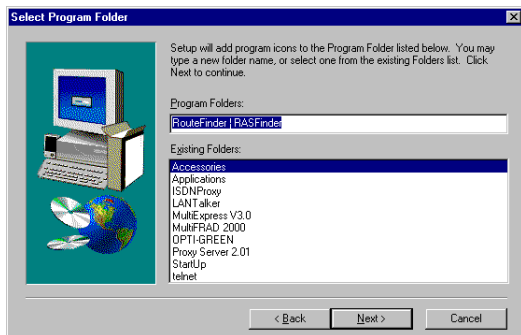 Select Program Folder
Setup will add program icons to the Program Folder listed below. You may
type a new folder name, or select one from the existing Folders list. Click
Next to continue.
Program Folders:
RouteFinder | RASFinder
Existing Folders:
Accessories
Applications
ISDNProxy
LANTalker
MultiExpress V3.0
MultiFRAD 2000
OPTI-GREEN
Proxy Server 2.01
StartUp
telnet
< Back
Next >
Cancel